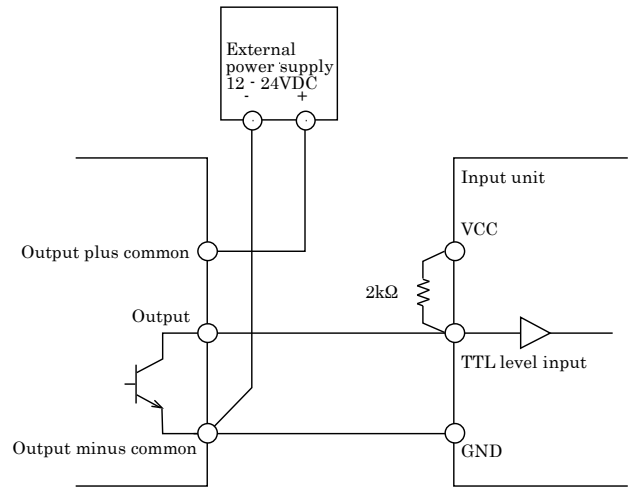 External
power supply
12 - 24VDC
- +
Input unit
VCC
Output plus common
2kΩ
Output
TTL level input
Output minus common
GND